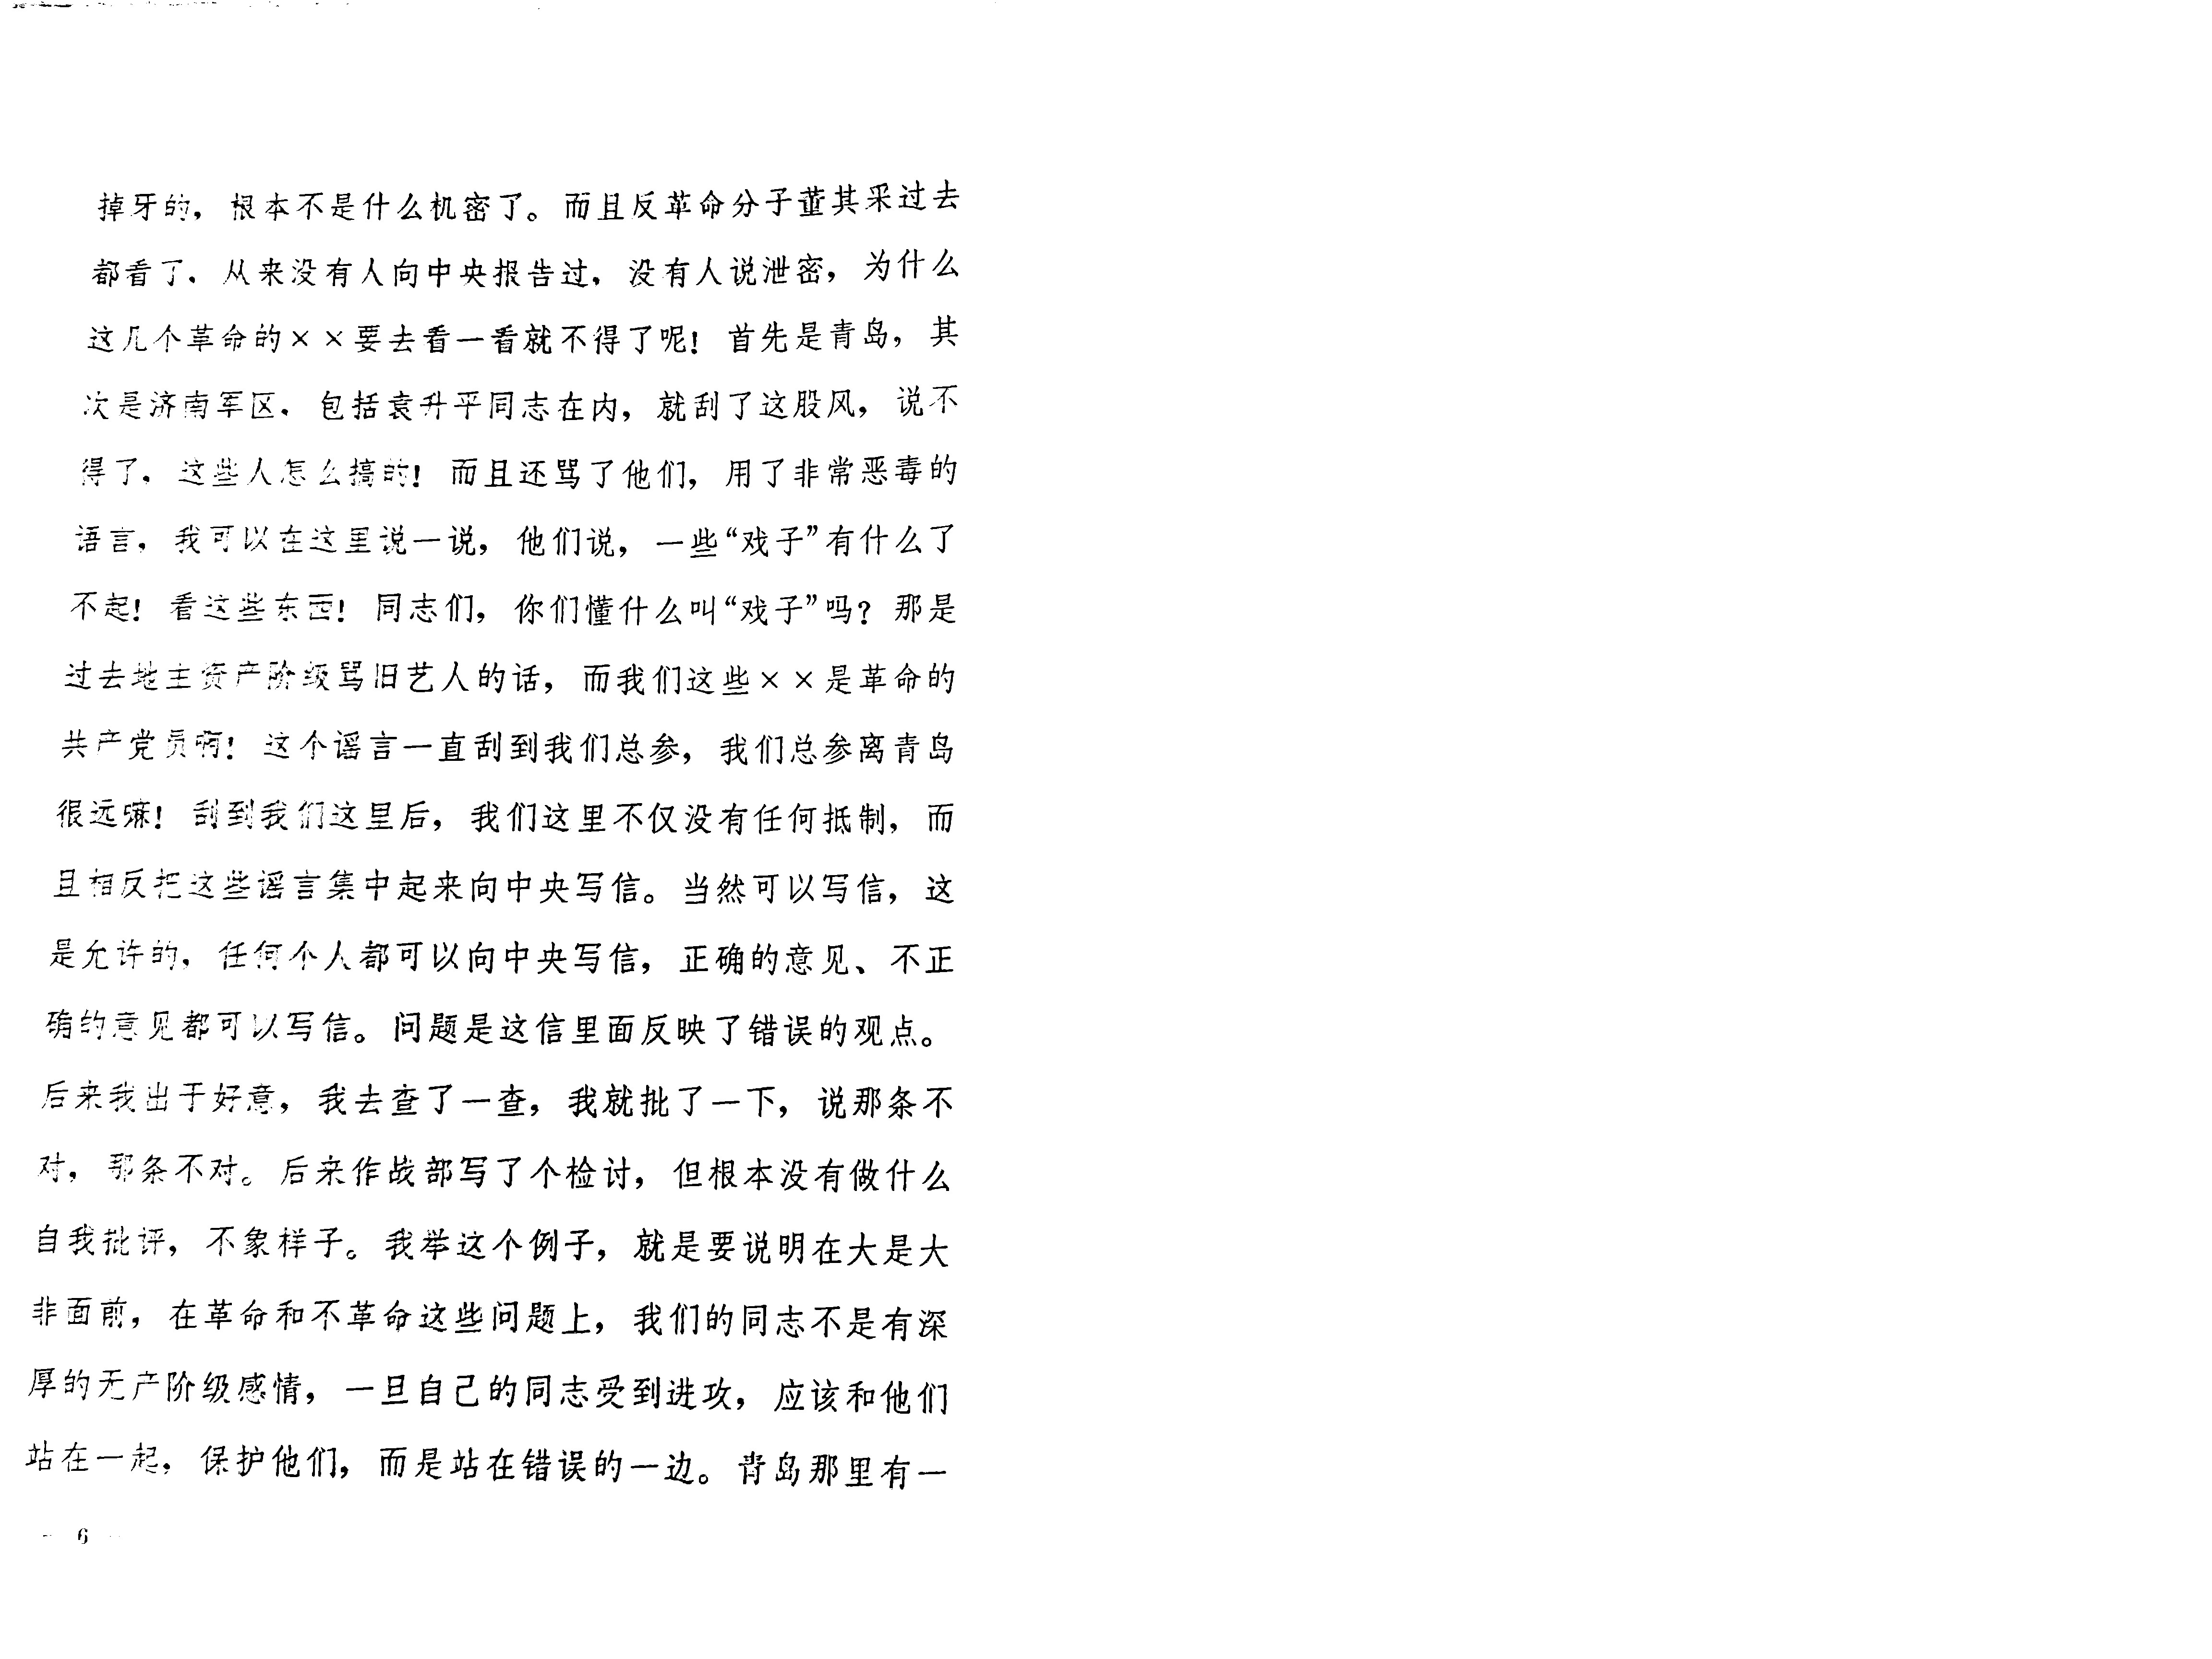 掉牙的，根本不是什么机密了。而且反革命分子董其采过去
都看了，从来没有人向中央报告过，没有人说泄密，为什么
这几个革命的××要去看一看就不得了呢！首先是青岛，其
次是济南军区，包括袁升平同志在内，就刮了这股风，说不
得了，这些人怎么搞的！而且还骂了他们，用了非常恶毒的
语言，我可以在这里说一说，他们说，一些“戏子”有什么了
不起！看这些东西！同志们，你们懂什么叫“戏子”吗？那是
过去地主资产阶级骂旧艺人的话，而我们这些××是革命的
共产党员啊！这个谣言一直刮到我们总参，我们总参离青岛
很远嘛！刮到我们这里后，我们这里不仅没有任何抵制，而
且相反把这些谣言集中起来向中央写信。当然可以写信，这
是允许的，任何个人都可以向中央写信，正确的意见、不正
确的意见都可以写信。问题是这信里面反映了错误的观点。
后来我出于好意，我去查了一查，我就批了一下，说那条不
对，那条不对。后来作战部写了个检讨，但根本没有做什么
自我批评，不象样子。我举这个例子，就是要说明在大是大
非面前，在革命和不革命这些问题上，我们的同志不是有深
厚的无产阶级感情，一旦自己的同志受到进攻，应该和他们
站在一起，保护他们，而是站在错误的一边。青岛那里有一
— 6 —